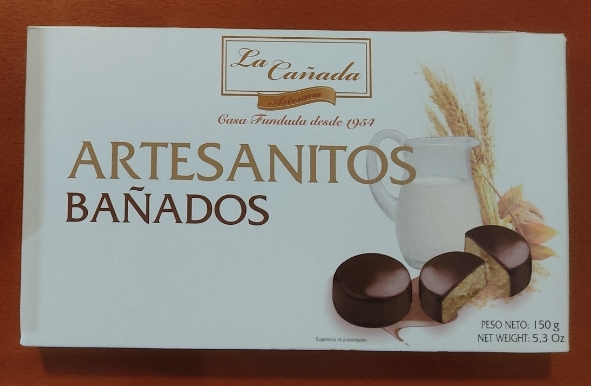 La Cañada
Artesana
Casa Fundada desde 1954
ARTESANITOS
BAÑADOS
Sugerencia de presentación
PESO NETO: 150 g
NET WEIGHT: 5,3 Oz